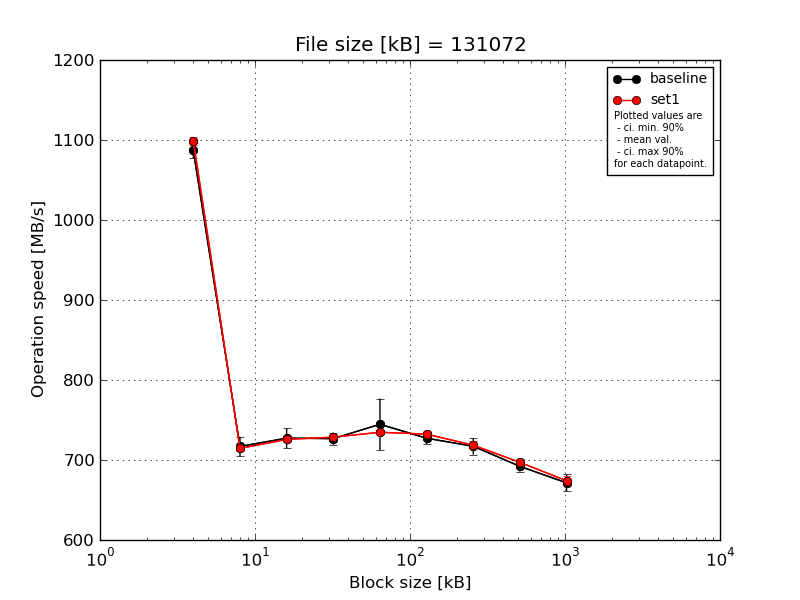 File size [kB] = 131072
1200
1100
1000
900
800
700
600
Operation speed [MB/s]
baseline
set1
Plotted values are
- ci. min. 90%
- mean val.
- ci. max 90%
for each datapoint.
10^0
10^1
10^2
10^3
10^4
Block size [kB]